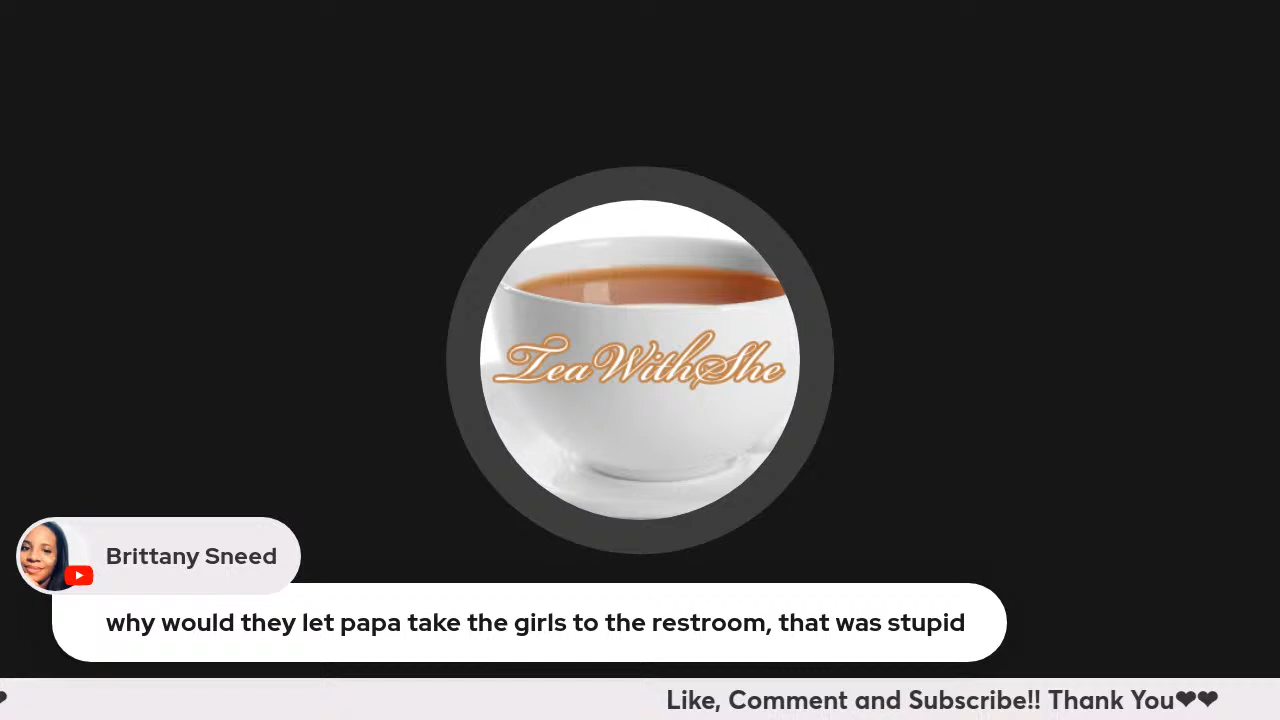 TeaWithShe
Brittany Sneed
why would they let papa take the girls to the restroom, that was stupid
Like, Comment and Subscribe!! Thank You❤❤